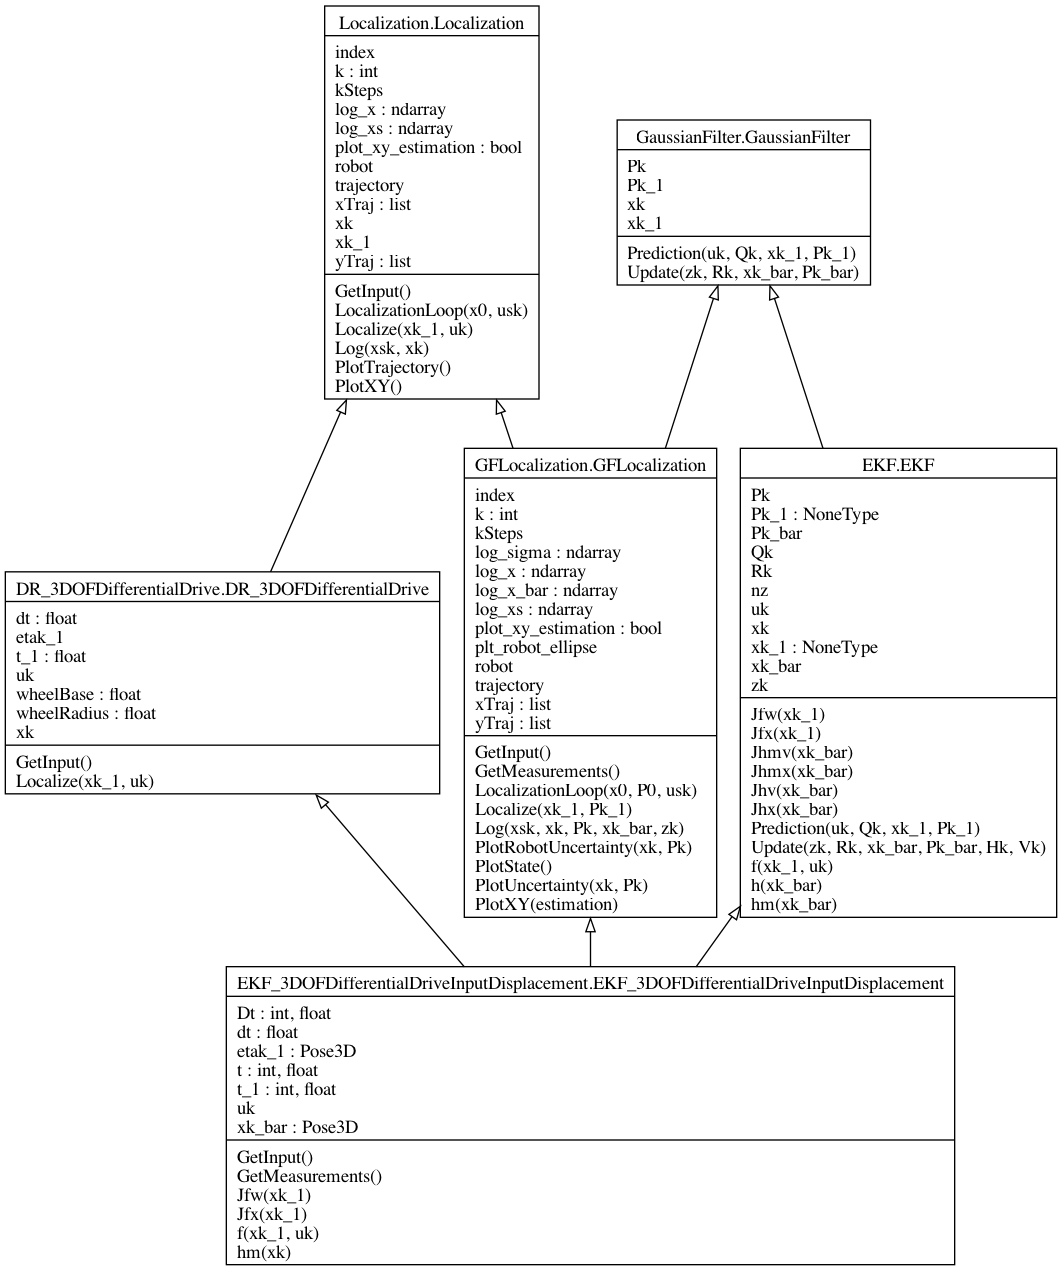 Localization.Localization
index
k : int
kSteps
log_x : ndarray
log_xs : ndarray
plot_xy_estimation : bool
robot
trajectory
xTraj : list
xk
xk_1
yTraj : list
GetInput()
LocalizationLoop(x0, usk)
Localize(xk_1, uk)
Log(xsk, xk)
PlotTrajectory()
PlotXY()
GaussianFilter.GaussianFilter
Pk
Pk_1
xk
xk_1
Prediction(uk, Qk, xk_1, Pk_1)
Update(zk, Rk, xk_bar, Pk_bar)
DR_3DOFDifferentialDrive.DR_3DOFDifferentialDrive
dt : float
etak_1
t_1 : float
uk
wheelBase : float
wheelRadius : float
xk
GetInput()
Localize(xk_1, uk)
GFLocalization.GFLocalization
index
k : int
kSteps
log_sigma : ndarray
log_x : ndarray
log_x_bar : ndarray
log_xs : ndarray
plot_xy_estimation : bool
plt_robot_ellipse
robot
trajectory
xTraj : list
yTraj : list
GetInput()
GetMeasurements()
LocalizationLoop(x0, P0, usk)
Localize(xk_1, Pk_1)
Log(xsk, xk, Pk, xk_bar, zk)
PlotRobotUncertainty(xk, Pk)
PlotState()
PlotUncertainty(xk, Pk)
PlotXY(estimation)
EKF.EKF
Pk
Pk_1 : NoneType
Pk_bar
Qk
Rk
nz
uk
xk
xk_1 : NoneType
xk_bar
zk
Jfw(xk_1)
Jfx(xk_1)
Jhmv(xk_bar)
Jhmx(xk_bar)
Jhv(xk_bar)
Jhx(xk_bar)
Prediction(uk, Qk, xk_1, Pk_1)
Update(zk, Rk, xk_bar, Pk_bar, Hk, Vk)
f(xk_1, uk)
h(xk_bar)
hm(xk_bar)
EKF_3DOFDifferentialDriveInputDisplacement.EKF_3DOFDifferentialDriveInputDisplacement
Dt : int, float
dt : float
etak_1 : Pose3D
t : int, float
t_1 : int, float
uk
xk_bar : Pose3D
GetInput()
GetMeasurements()
Jfw(xk_1)
Jfx(xk_1)
f(xk_1, uk)
hm(xk)